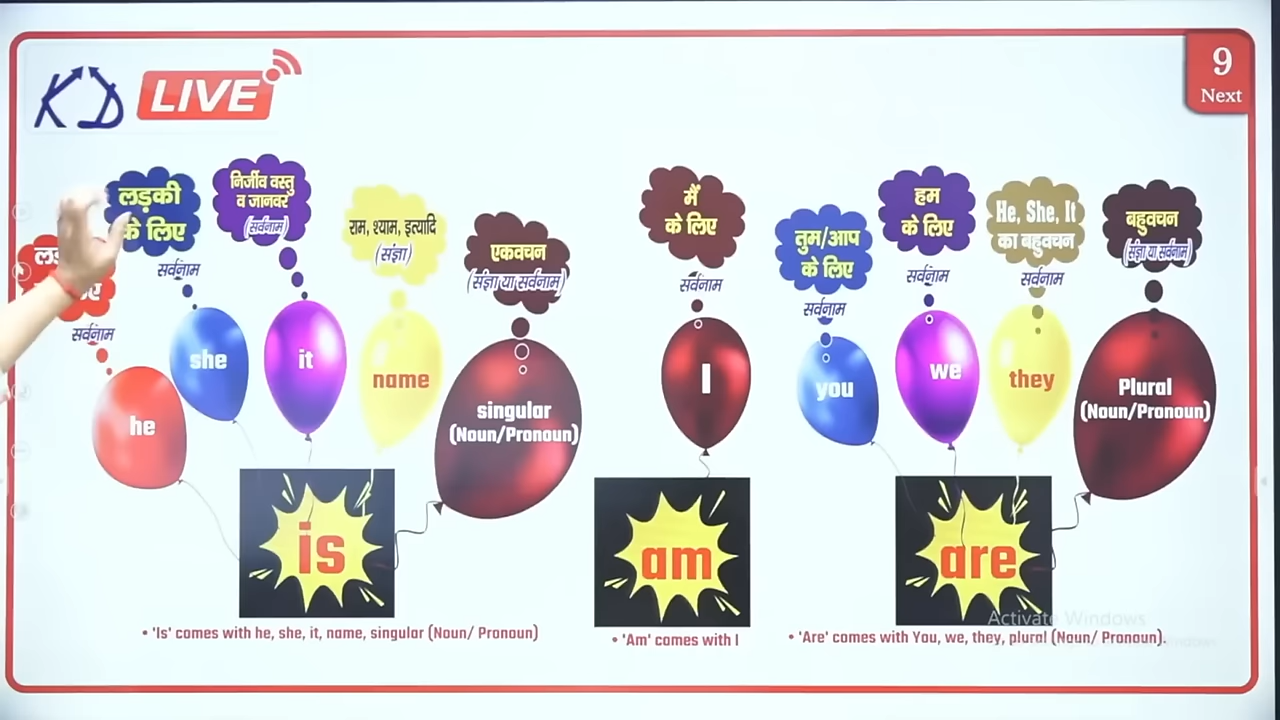 KD
LIVE
9
Next
लड़की
के लिए
निर्जीव वस्तु
व जानवर
(सर्वनाम)
राम, श्याम, इत्यादि
(संज्ञा)
एकवचन
(संज्ञा या सर्वनाम)
मैं
के लिए
तुम/आप
के लिए
हम
के लिए
He, She, It
का बहुवचन
बहुवचन
(संज्ञा या सर्वनाम)
सर्वनाम
सर्वनाम
सर्वनाम
सर्वनाम
सर्वनाम
सर्वनाम
he
she
it
name
singular
(Noun/Pronoun)
I
you
we
they
Plural
(Noun/Pronoun)
is
am
are
• 'Is' comes with he, she, it, name, singular (Noun/ Pronoun)
• 'Am' comes with I
• 'Are' comes with You, we, they, plural (Noun/ Pronoun).
Activate Windows